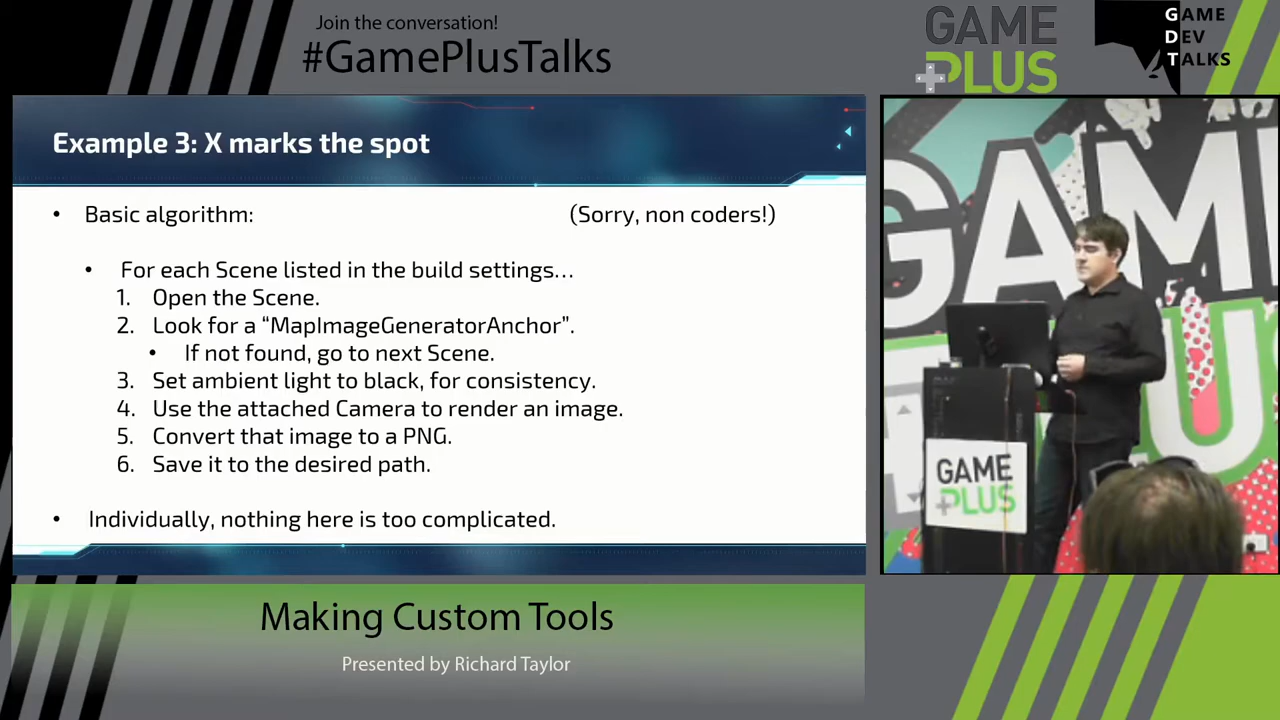 Join the conversation!
#GamePlusTalks
GAME
PLUS
GAME
DEV
TALKS
Example 3: X marks the spot
• Basic algorithm:
(Sorry, non coders!)
• For each Scene listed in the build settings…
1. Open the Scene.
2. Look for a “MapImageGeneratorAnchor”.
• If not found, go to next Scene.
3. Set ambient light to black, for consistency.
4. Use the attached Camera to render an image.
5. Convert that image to a PNG.
6. Save it to the desired path.
• Individually, nothing here is too complicated.
GAM
LU
GAME
PLUS
Making Custom Tools
Presented by Richard Taylor